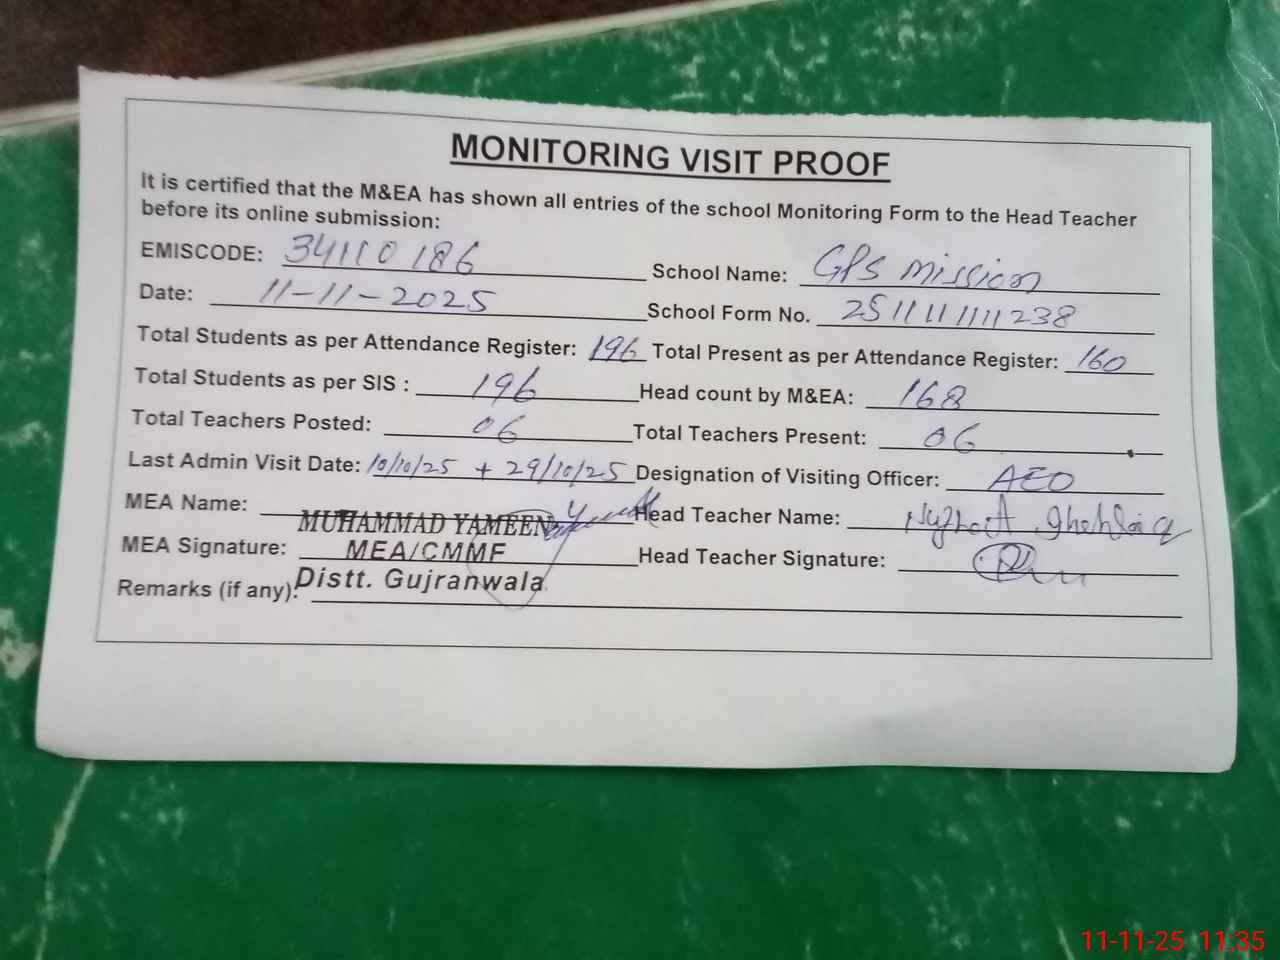 MONITORING VISIT PROOF
It is certified that the M&EA has shown all entries of the school Monitoring Form to the Head Teacher
before its online submission:
EMISCODE: 34110186 School Name: GPS Mission
Date: 11-11-2025 School Form No. 2511111111238
Total Students as per Attendance Register: 196 Total Present as per Attendance Register: 160
Total Students as per SIS : 196 Head count by M&EA: 168
Total Teachers Posted: 06 Total Teachers Present: 06
Last Admin Visit Date: 10/10/25 + 29/10/25 Designation of Visiting Officer: AEO
MEA Name: MUHAMMAD YAMEEN Head Teacher Name:
MEA Signature: MEA/CMMF Head Teacher Signature:
Remarks (if any): Distt. Gujranwala
11-11-25 11:35